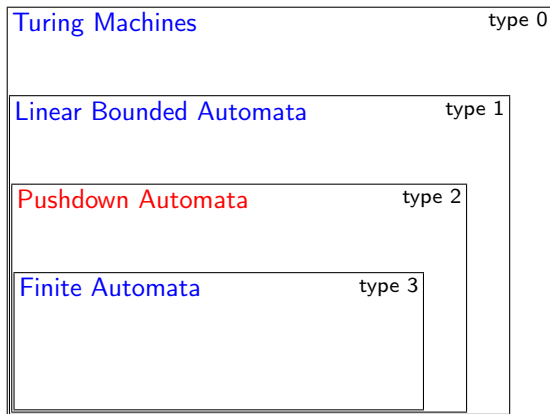 Turing Machines type 0
Linear Bounded Automata type 1
Pushdown Automata type 2
Finite Automata type 3